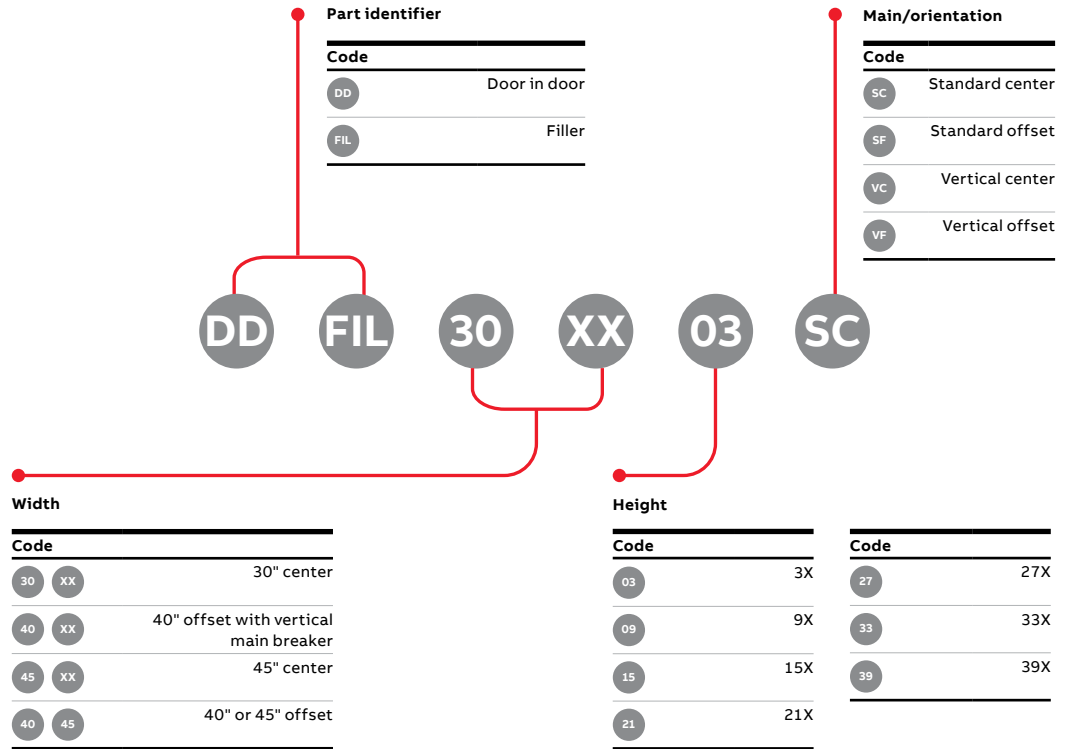 Part identifier
Code
DD Door in door
FIL Filler
Main/orientation
Code
SC Standard center
SF Standard offset
VC Vertical center
VF Vertical offset
DD FIL 30 XX 03 SC
Width
Code
30 XX 30" center
40 XX 40" offset with vertical
main breaker
45 XX 45" center
40 45 40" or 45" offset
Height
Code
03 3X
09 9X
15 15X
21 21X
Code
27 27X
33 33X
39 39X